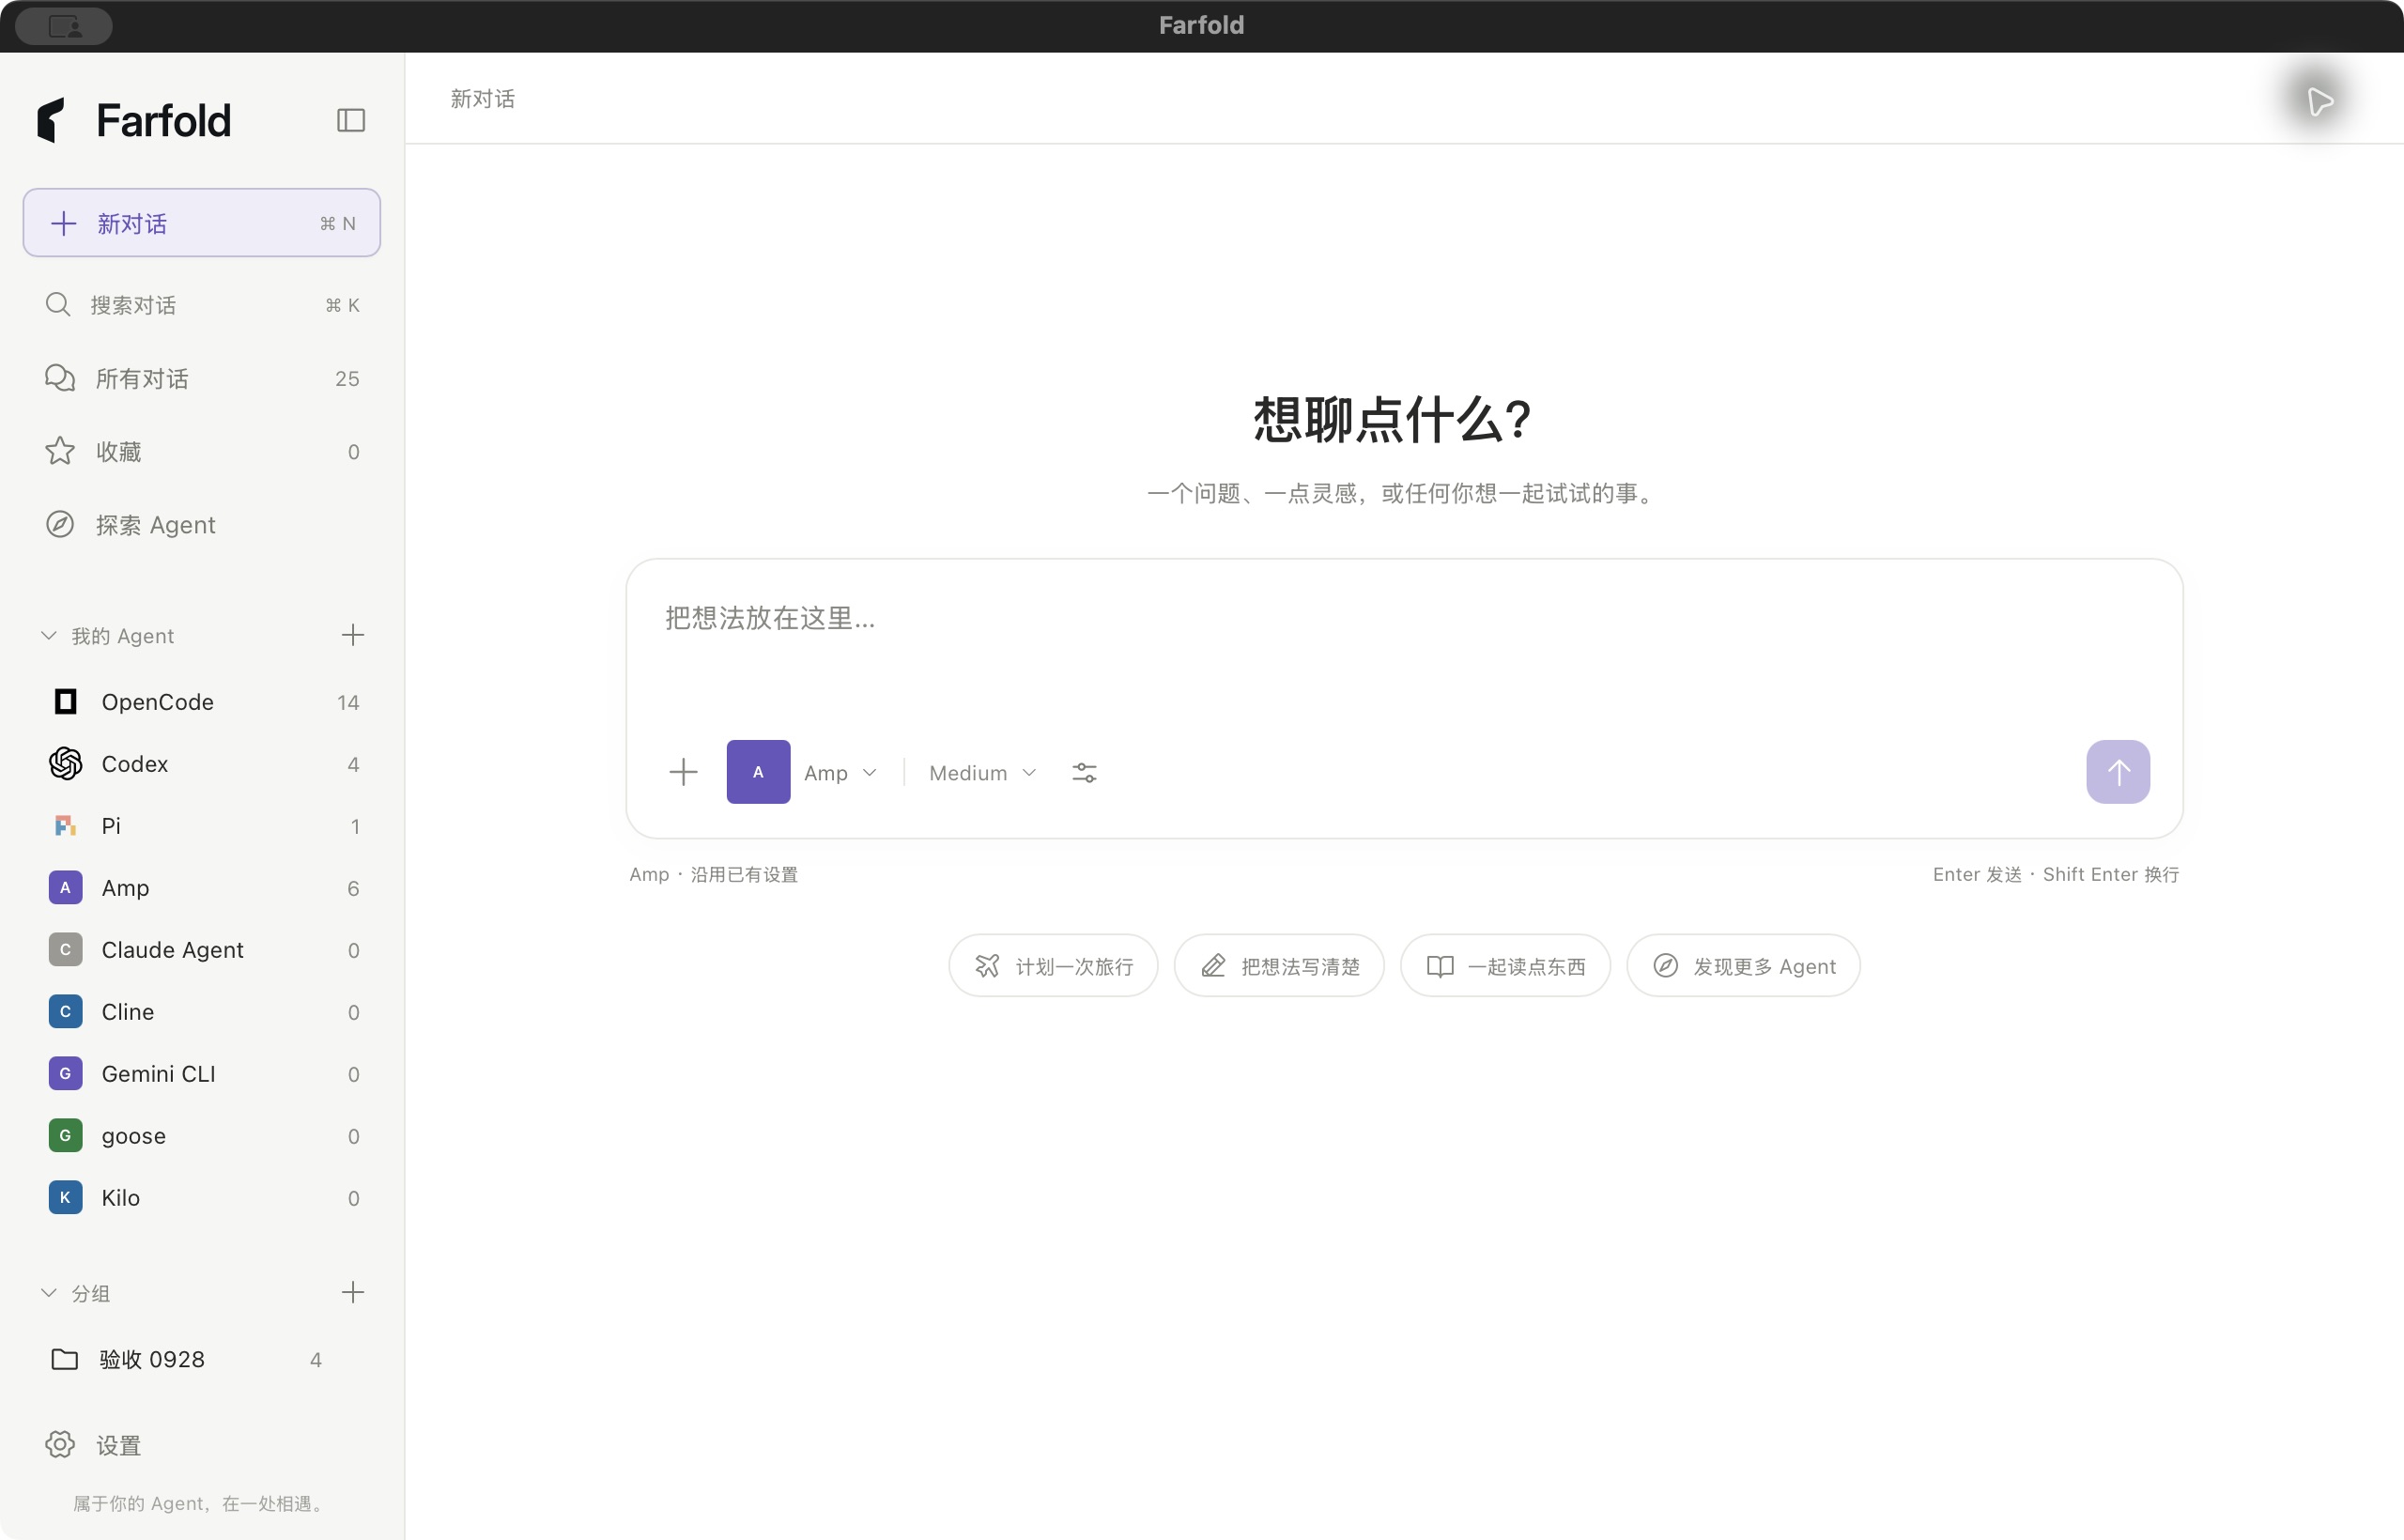 Farfold
Farfold
新对话 ⌘ N
搜索对话 ⌘ K
所有对话 25
收藏 0
探索 Agent
我的 Agent
OpenCode 14
Codex 4
Pi 1
A Amp 6
C Claude Agent 0
C Cline 0
G Gemini CLI 0
G goose 0
K Kilo 0
分组
验收 0928 4
设置
属于你的 Agent，在一处相遇。
新对话
想聊点什么？
一个问题、一点灵感，或任何你想一起试试的事。
把想法放在这里...
A Amp Medium
Amp · 沿用已有设置 Enter 发送 · Shift Enter 换行
计划一次旅行 把想法写清楚 一起读点东西 发现更多 Agent